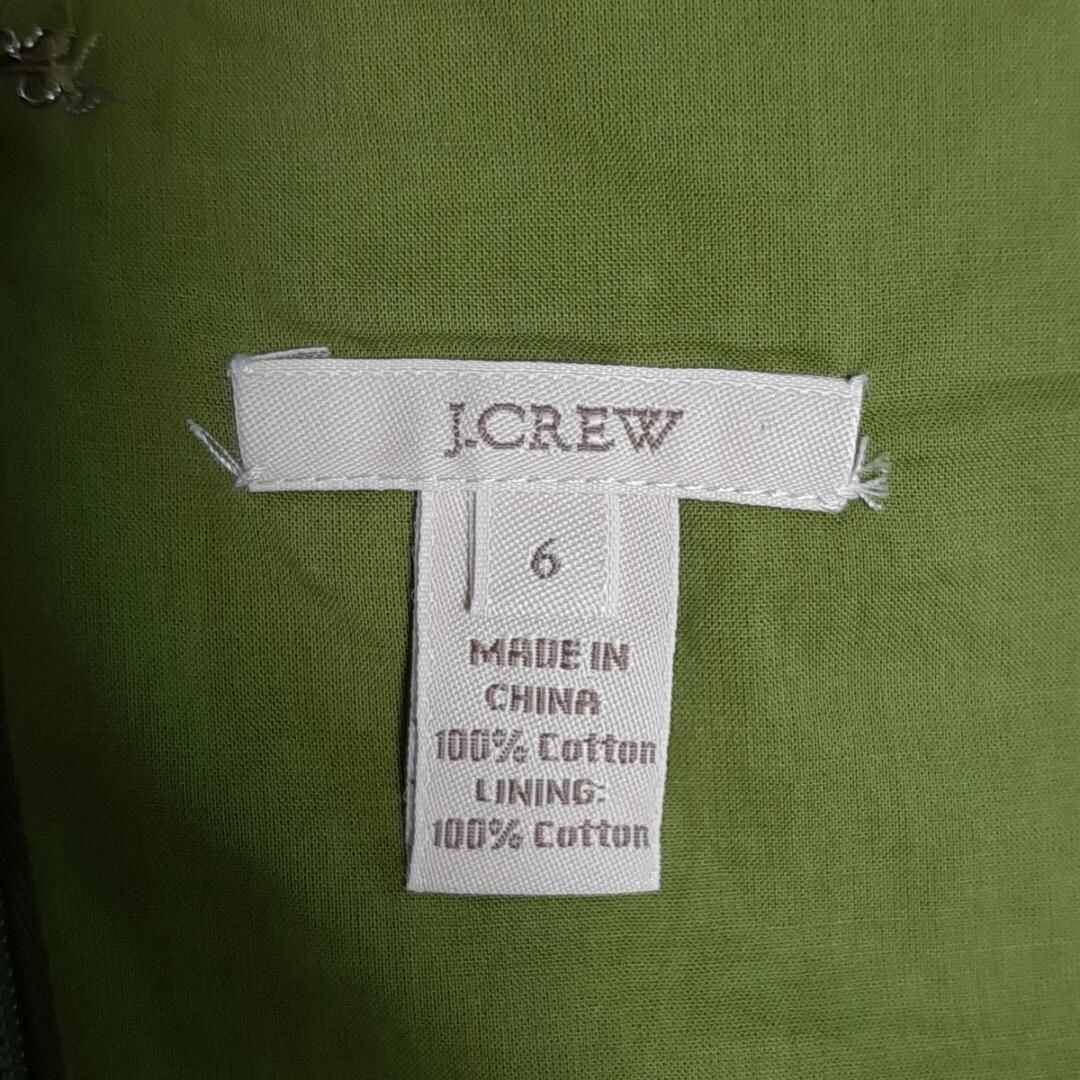 J.CREW
6
MADE IN
CHINA
100% Cotton
LINING:
100% Cotton